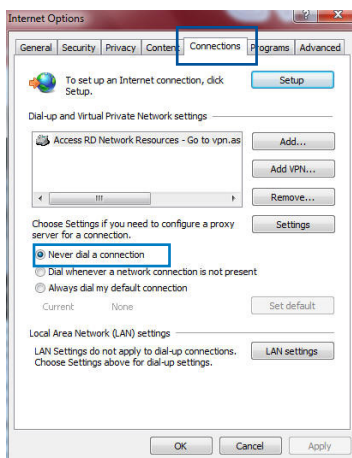 Internet Options
General Security Privacy Content Connections Programs Advanced
To set up an Internet connection, click
Setup.
Setup
Dial-up and Virtual Private Network settings
Access RD Network Resources - Go to vpn.as
Add...
Add VPN...
Remove...
Choose Settings if you need to configure a proxy
server for a connection.
Settings
Never dial a connection
Dial whenever a network connection is not present
Always dial my default connection
Current None
Set default
Local Area Network (LAN) settings
LAN Settings do not apply to dial-up connections.
Choose Settings above for dial-up settings.
LAN settings
OK Cancel Apply